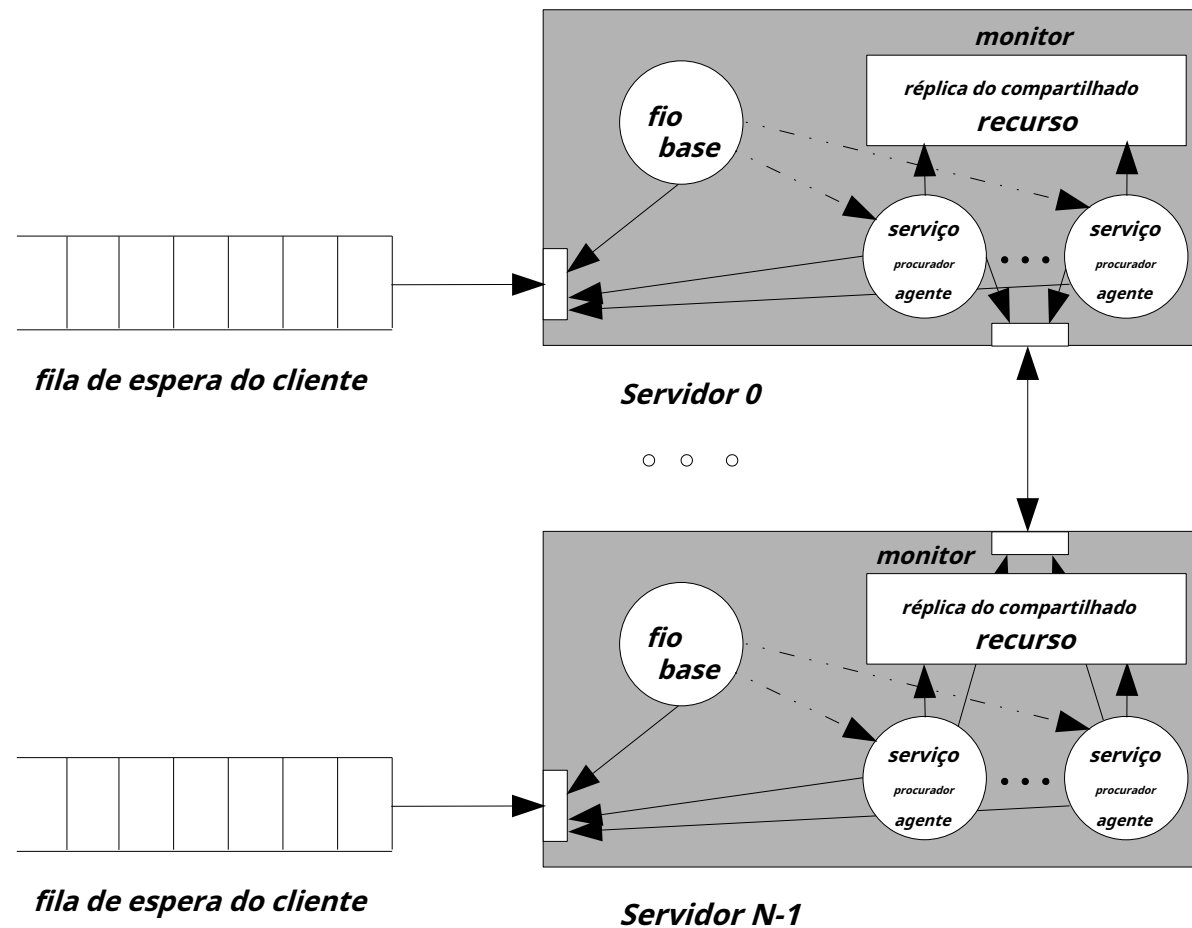 monitor
réplica do compartilhado
recurso
fio
base
serviço
procurador
agente
serviço
procurador
agente
fila de espera do cliente
Servidor 0
monitor
réplica do compartilhado
recurso
fio
base
serviço
procurador
agente
serviço
procurador
agente
fila de espera do cliente
Servidor N-1